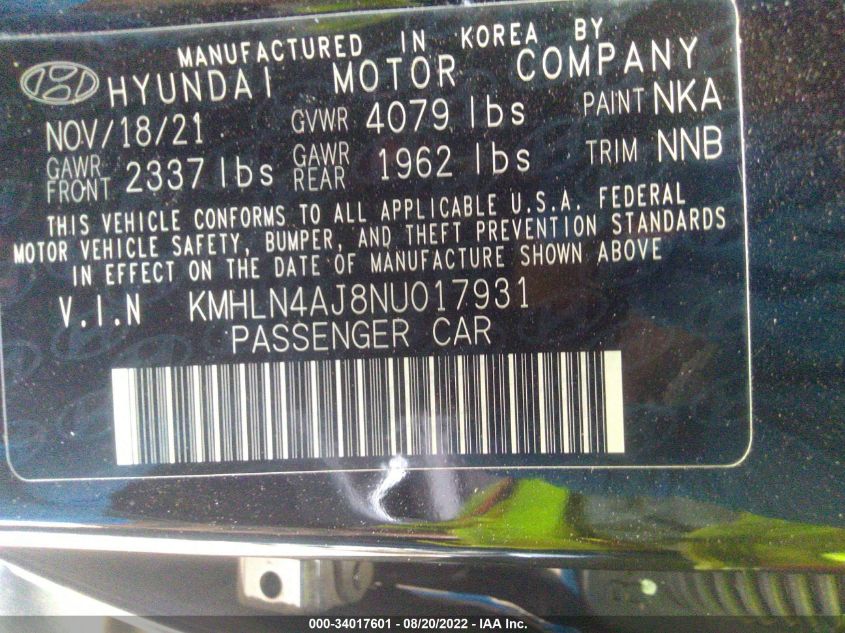 MANUFACTURED IN KOREA BY
HYUNDAI MOTOR COMPANY
NOV/18/21 GVWR 4079 lbs PAINT NKA
GAWR FRONT 2337 lbs GAWR REAR 1962 lbs TRIM NNB
THIS VEHICLE CONFORMS TO ALL APPLICABLE U.S.A. FEDERAL
MOTOR VEHICLE SAFETY, BUMPER, AND THEFT PREVENTION STANDARDS
IN EFFECT ON THE DATE OF MANUFACTURE SHOWN ABOVE
V.I.N KMHLN4AJ8NU017931
PASSENGER CAR
000-34017601 - 08/20/2022 - IAA Inc.